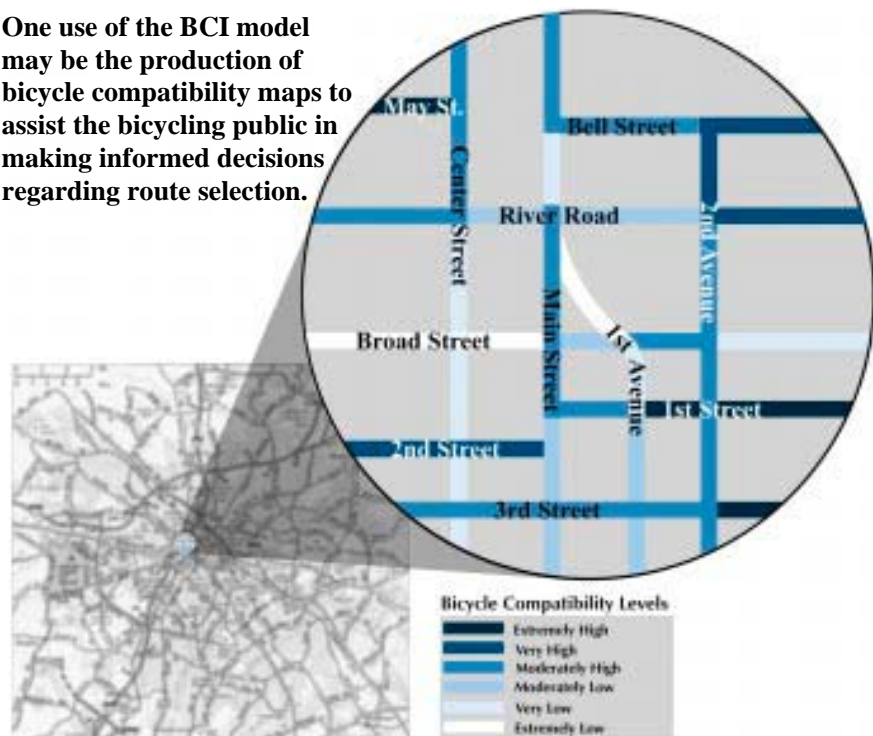 One use of the BCI model
may be the production of
bicycle compatibility maps to
assist the bicycling public in
making informed decisions
regarding route selection.
May St.
Bell Street
Center Street
River Road
2nd Avenue
Main Street
Broad Street
1st Avenue
1st Street
2nd Street
3rd Street
Bicycle Compatibility Levels
Extremely High
Very High
Moderately High
Moderately Low
Very Low
Extremely Low